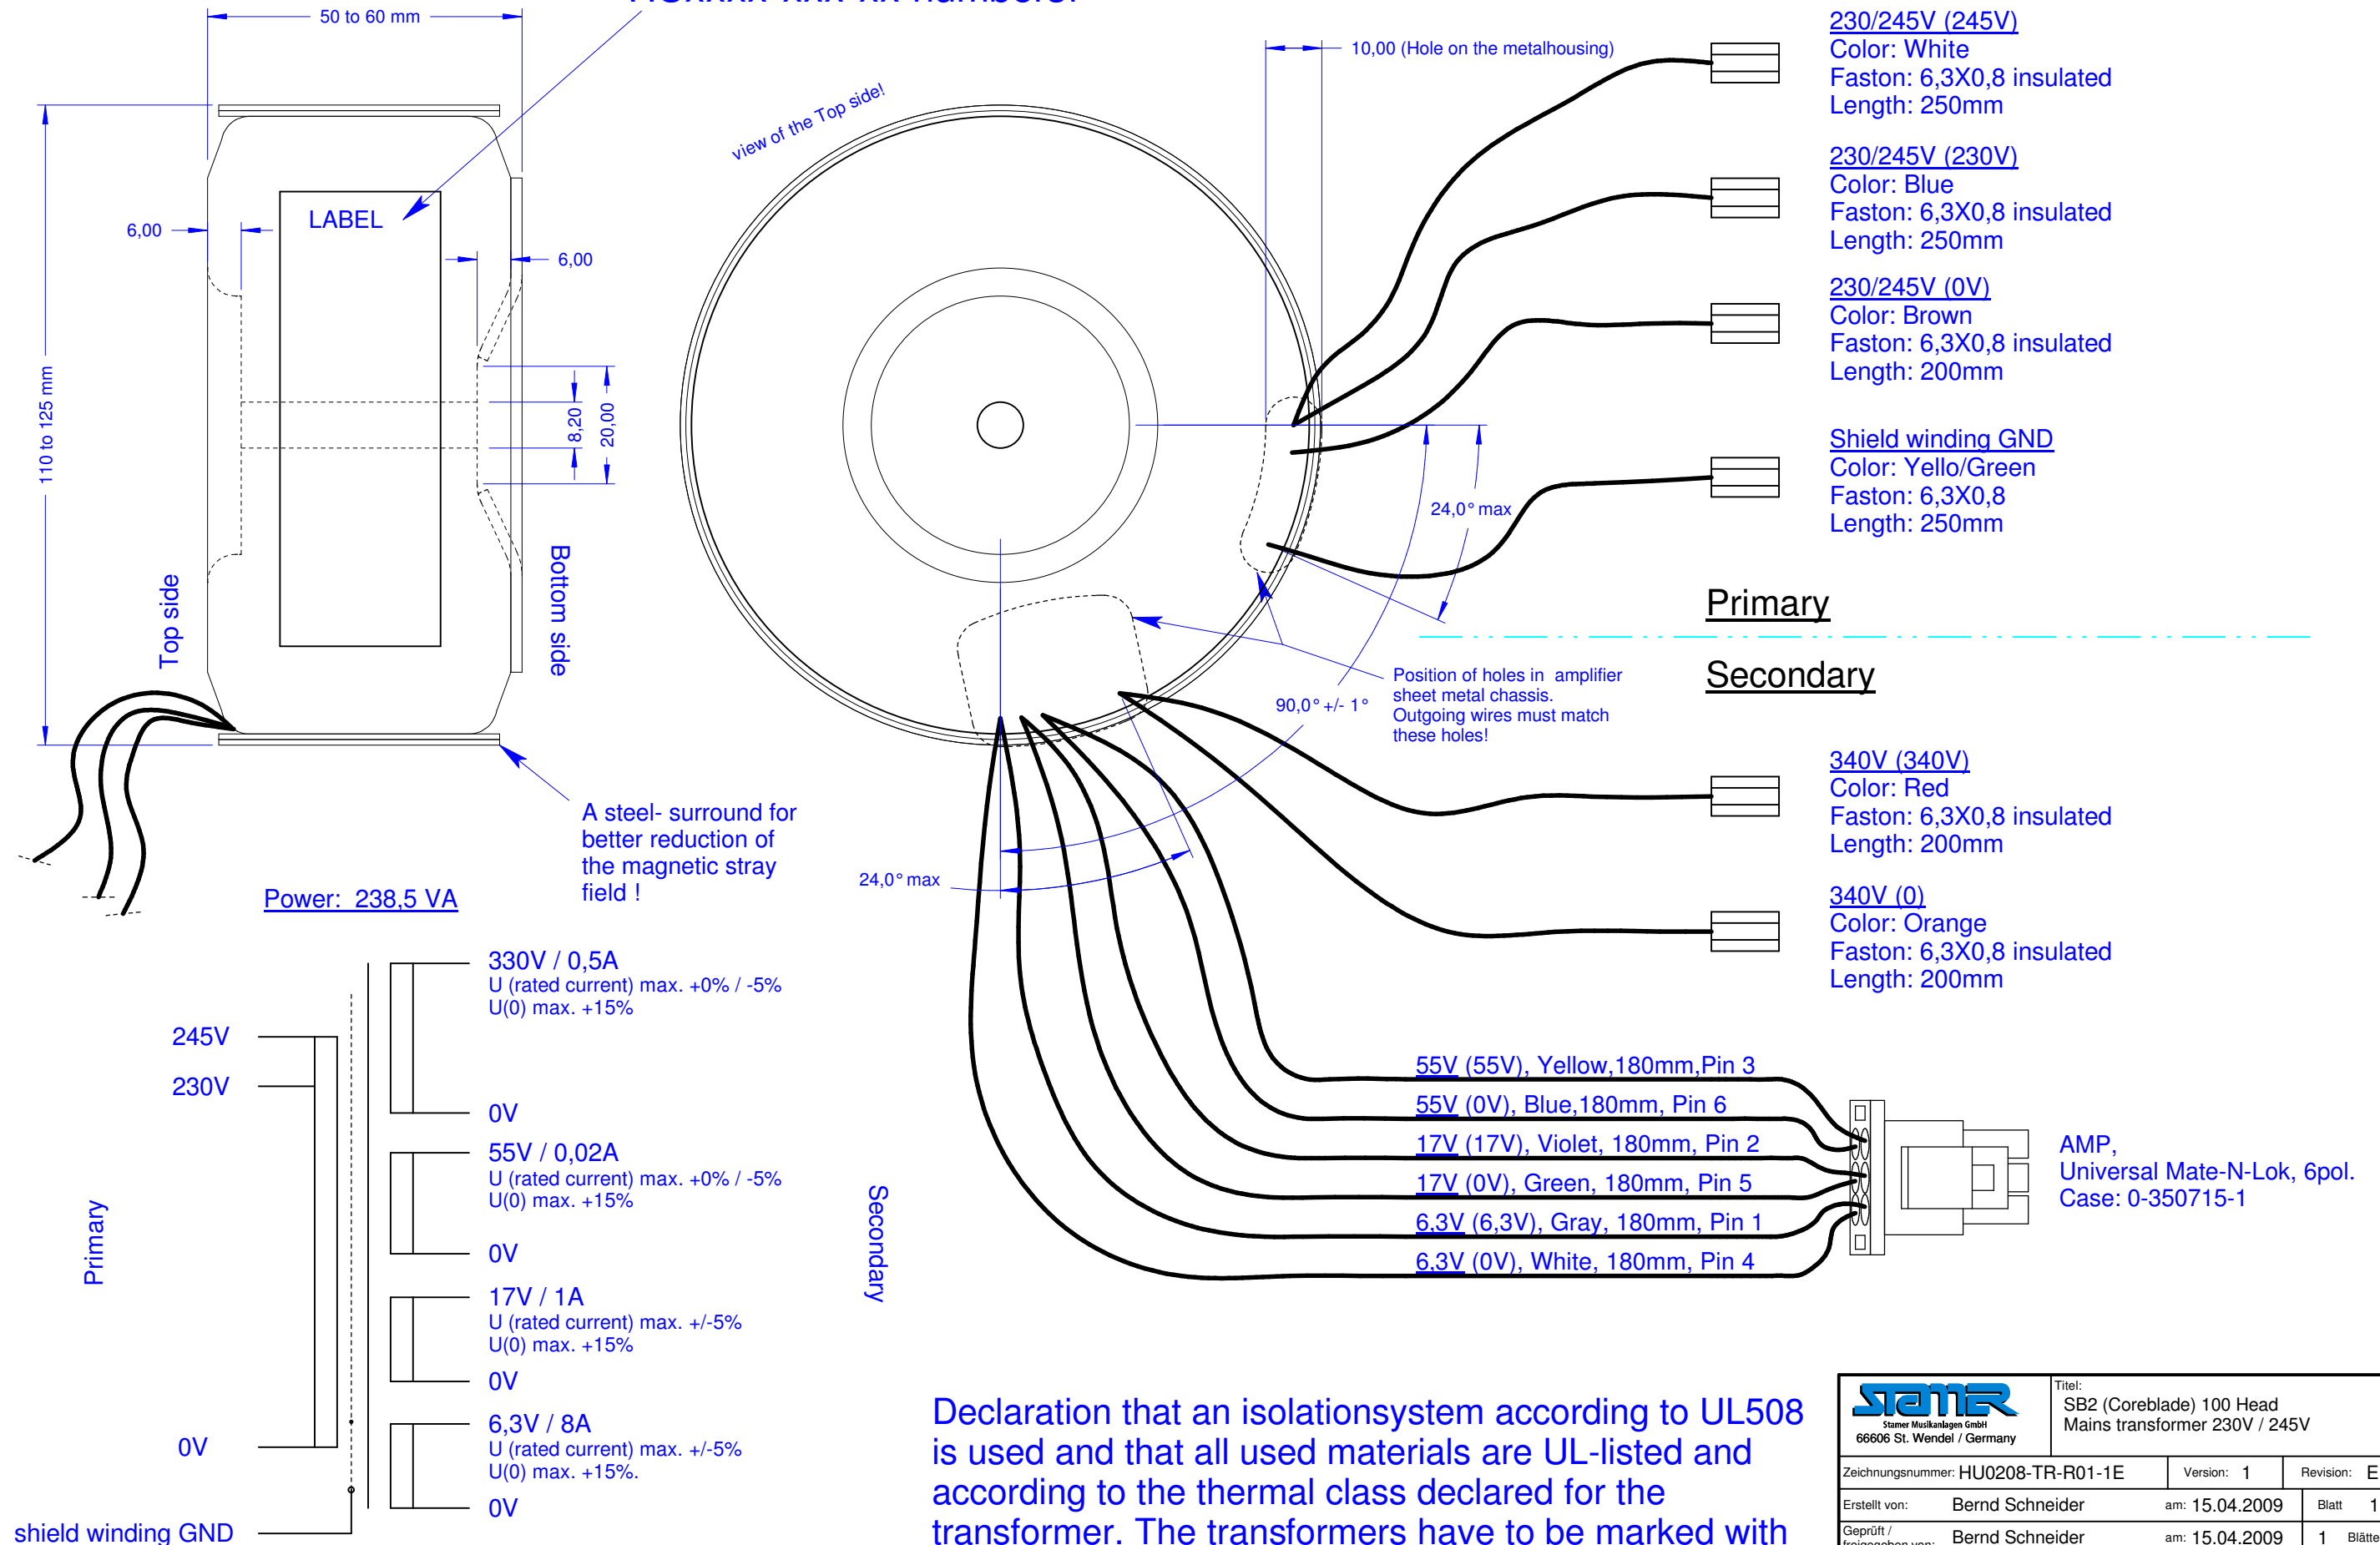 50 to 60 mm
10,00 (Hole on the metalhousing)
view of the Top side!
110 to 125 mm
6,00
LABEL
6,00
8,20
20,00
Top side
Bottom side
A steel- surround for
better reduction of
the magnetic stray
field !
Power: 238,5 VA
24,0° max
90,0° +/- 1°
24,0° max
Position of holes in amplifier
sheet metal chassis.
Outgoing wires must match
these holes!
230/245V (245V)
Color: White
Faston: 6,3X0,8 insulated
Length: 250mm
230/245V (230V)
Color: Blue
Faston: 6,3X0,8 insulated
Length: 250mm
230/245V (0V)
Color: Brown
Faston: 6,3X0,8 insulated
Length: 200mm
Shield winding GND
Color: Yello/Green
Faston: 6,3X0,8
Length: 250mm
Primary
Secondary
340V (340V)
Color: Red
Faston: 6,3X0,8 insulated
Length: 200mm
340V (0)
Color: Orange
Faston: 6,3X0,8 insulated
Length: 200mm
55V (55V), Yellow,180mm,Pin 3
55V (0V), Blue,180mm, Pin 6
17V (17V), Violet, 180mm, Pin 2
17V (0V), Green, 180mm, Pin 5
6,3V (6,3V), Gray, 180mm, Pin 1
6,3V (0V), White, 180mm, Pin 4
AMP,
Universal Mate-N-Lok, 6pol.
Case: 0-350715-1
Primary
245V
230V
0V
shield winding GND
330V / 0,5A
U (rated current) max. +0% / -5%
U(0) max. +15%
0V
55V / 0,02A
U (rated current) max. +0% / -5%
U(0) max. +15%
0V
17V / 1A
U (rated current) max. +/-5%
U(0) max. +15%
0V
6,3V / 8A
U (rated current) max. +/-5%
U(0) max. +15%.
0V
Secondary
Declaration that an isolationsystem according to UL508
is used and that all used materials are UL-listed and
according to the thermal class declared for the
transformer. The transformers have to be marked with
STAMER
Stamer Musikanlagen GmbH
66606 St. Wendel / Germany
Titel:
SB2 (Coreblade) 100 Head
Mains transformer 230V / 245V
Zeichnungsnummer: HU0208-TR-R01-1E
Version: 1
Revision: E
Erstellt von: Bernd Schneider am: 15.04.2009 Blatt 1
Geprüft /
Bernd Schneider am: 15.04.2009 1